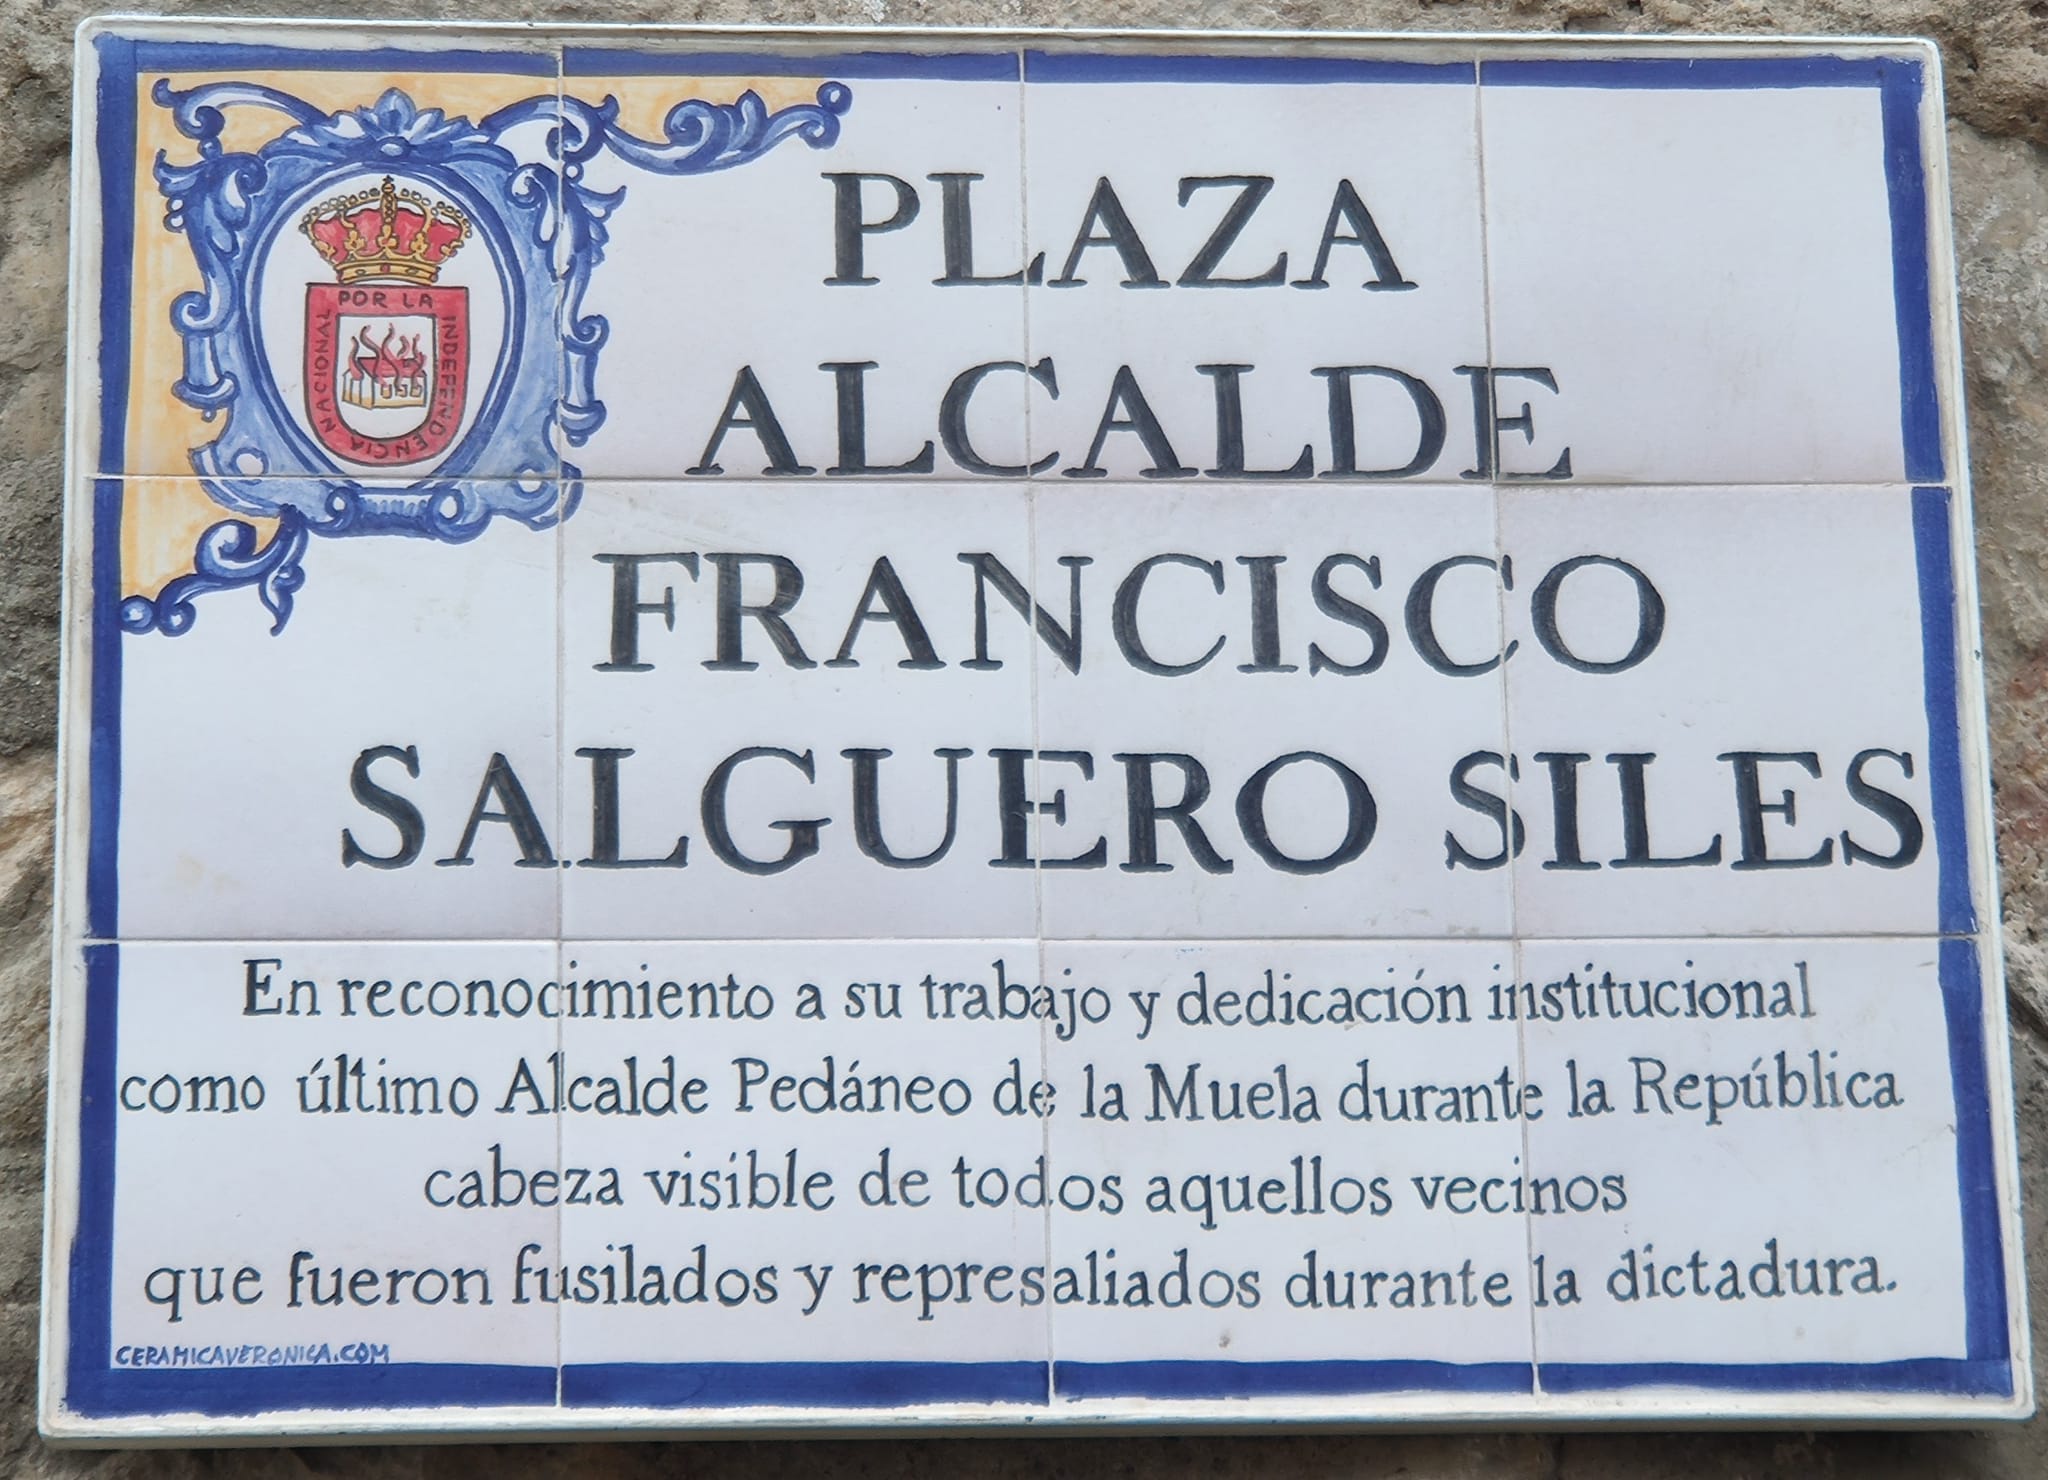 POR LA INDEPENDENCIA NACIONAL
PLAZA
ALCALDE
FRANCISCO
SALGUERO SILES
En reconocimiento a su trabajo y dedicación institucional
como último Alcalde Pedáneo de la Muela durante la República
cabeza visible de todos aquellos vecinos
que fueron fusilados y represaliados durante la dictadura.
CERAMICAVERONICA.COM